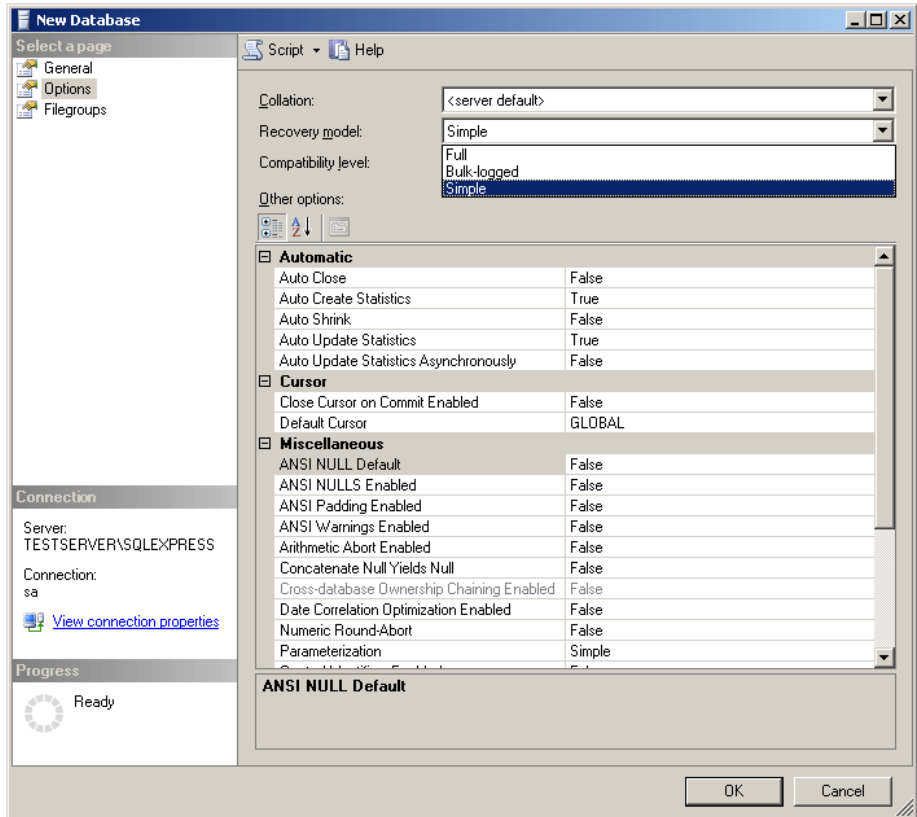 New Database
Select a page
General
Options
Filegroups
Script Help
Collation: <server default>
Recovery model: Simple
Compatibility level:
Full
Bulk-logged
Simple
Other options:
Automatic
Auto Close False
Auto Create Statistics True
Auto Shrink False
Auto Update Statistics True
Auto Update Statistics Asynchronously False
Cursor
Close Cursor on Commit Enabled False
Default Cursor GLOBAL
Miscellaneous
ANSI NULL Default False
ANSI NULLS Enabled False
ANSI Padding Enabled False
ANSI Warnings Enabled False
Arithmetic Abort Enabled False
Concatenate Null Yields Null False
Cross-database Ownership Chaining Enabled False
Date Correlation Optimization Enabled False
Numeric Round-Abort False
Parameterization Simple
ANSI NULL Default
Connection
Server:
TESTSERVER\SQLEXPRESS
Connection:
sa
View connection properties
Progress
Ready
OK Cancel